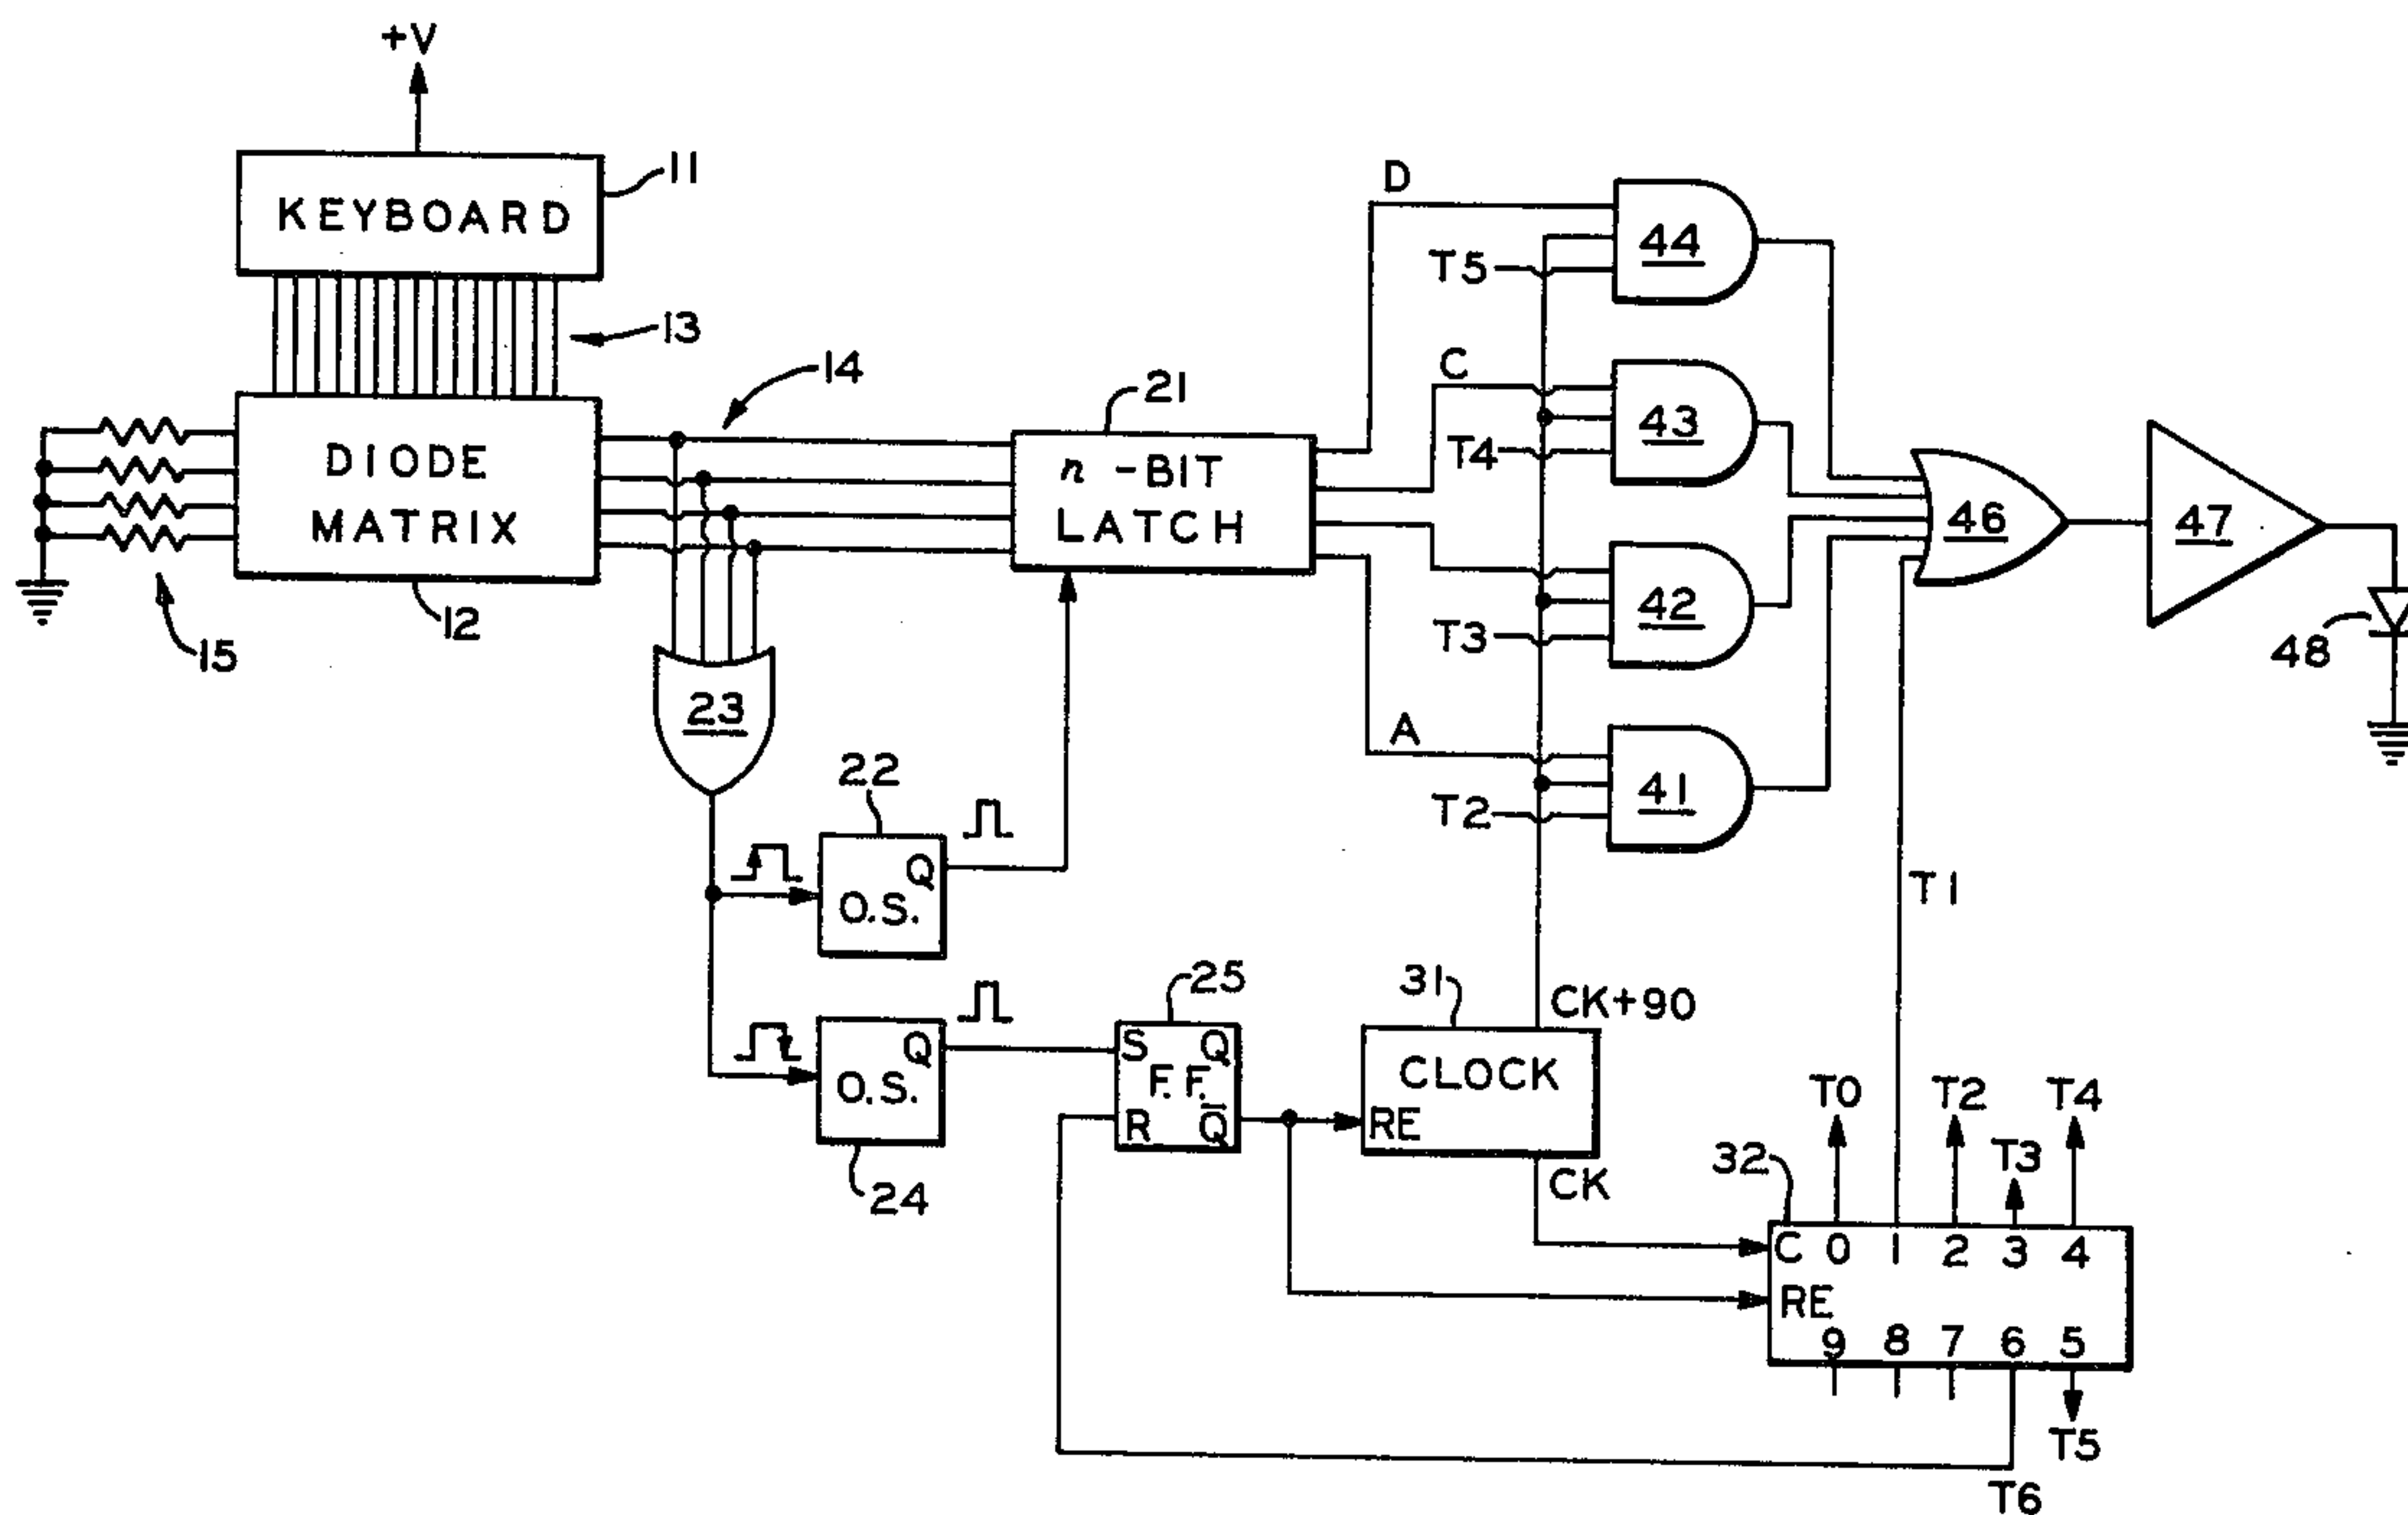 +V
KEYBOARD
11
13
14
DIODE
MATRIX
12
15
21
n -BIT
LATCH
D
T5
44
C
T4
43
T3
42
A
T2
41
46
47
48
23
22
Q
O.S.
24
Q
O.S.
25
S Q
F.F.
R Q̅
31
CK+90
CLOCK
RE
CK
T1
32
T0
T2
T3
T4
C 0 1 2 3 4
RE
9 8 7 6 5
T5
T6